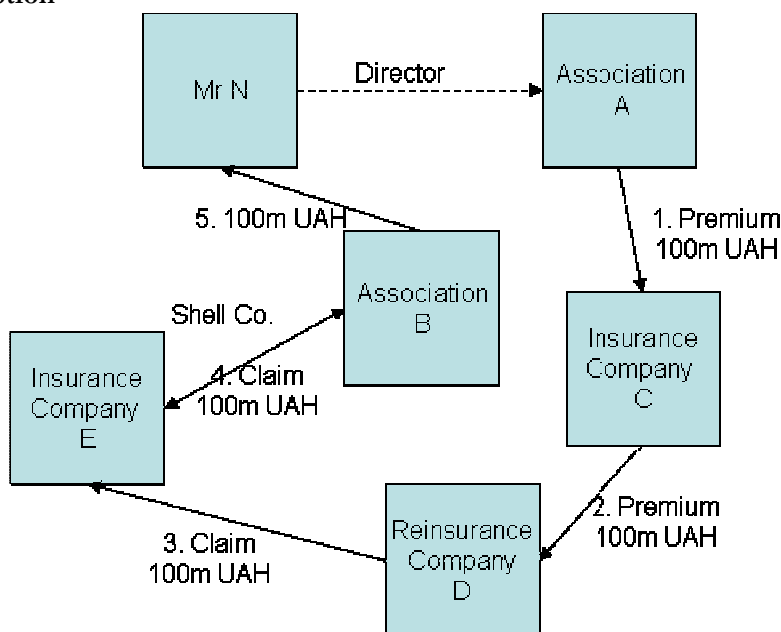 ption
Mr N
Director
Association
A
5. 100m UAH
1. Premium
100m UAH
Association
B
Shell Co.
Insurance
Company
C
Insurance
Company
E
4. Claim
100m UAH
2. Premium
100m UAH
Reinsurance
Company
D
3. Claim
100m UAH